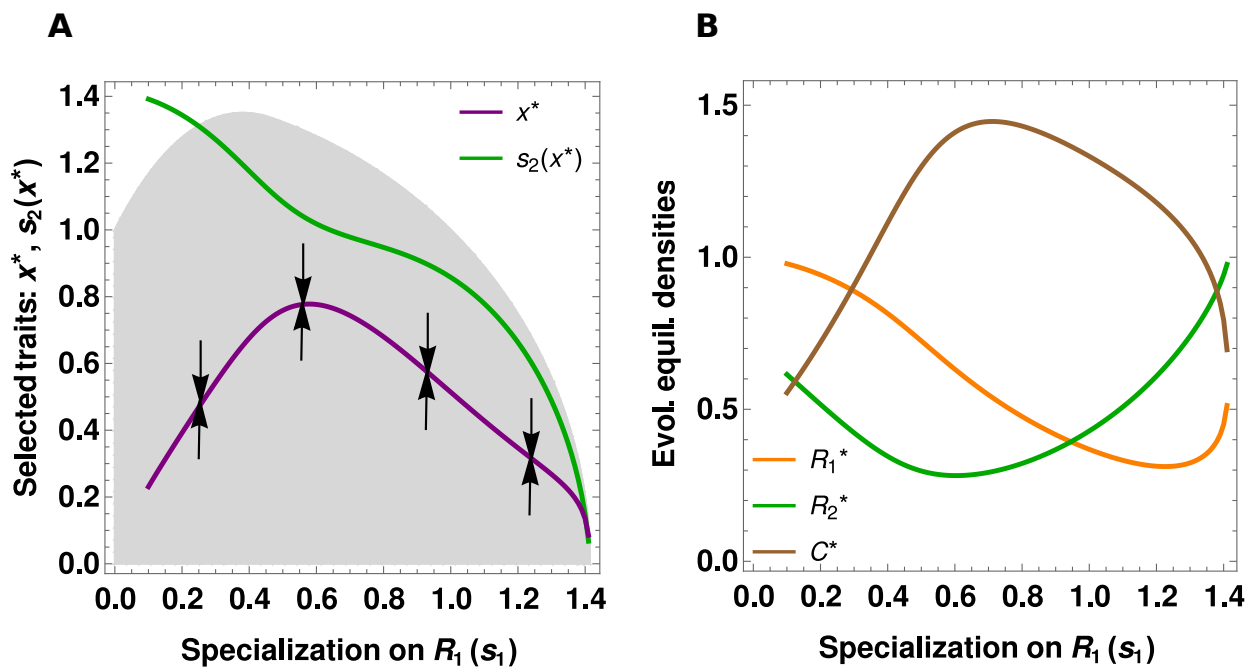 A
Selected traits: x*, s₂(x*)
1.4
1.2
1.0
0.8
0.6
0.4
0.2
0.0
x*
s₂(x*)
0.0 0.2 0.4 0.6 0.8 1.0 1.2 1.4
Specialization on R₁ (s₁)
B
Evol. equil. densities
1.5
1.0
0.5
0.0
R₁*
R₂*
C*
0.0 0.2 0.4 0.6 0.8 1.0 1.2 1.4
Specialization on R₁ (s₁)